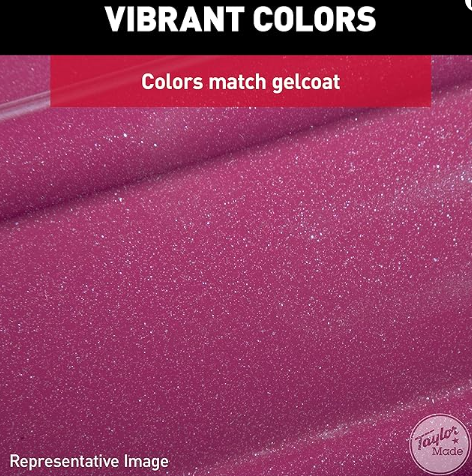 VIBRANT COLORS
Colors match gelcoat
Representative Image
Taylor
Made